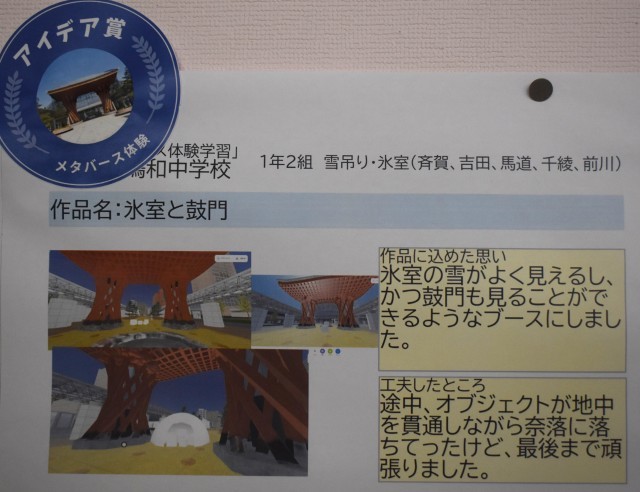 アイデア賞
メタバース体験
ス体験学習」
和中学校 1年2組 雪吊り・氷室(斉賀、吉田、馬道、千綾、前川)
作品名:氷室と鼓門
作品に込めた思い
氷室の雪がよく見えるし、
かつ鼓門も見ることがで
きるようなブースにしまし
た。
工夫したところ
途中、オブジェクトが地中
を貫通しながら奈落に落
ちてったけど、最後まで頑
張りました。